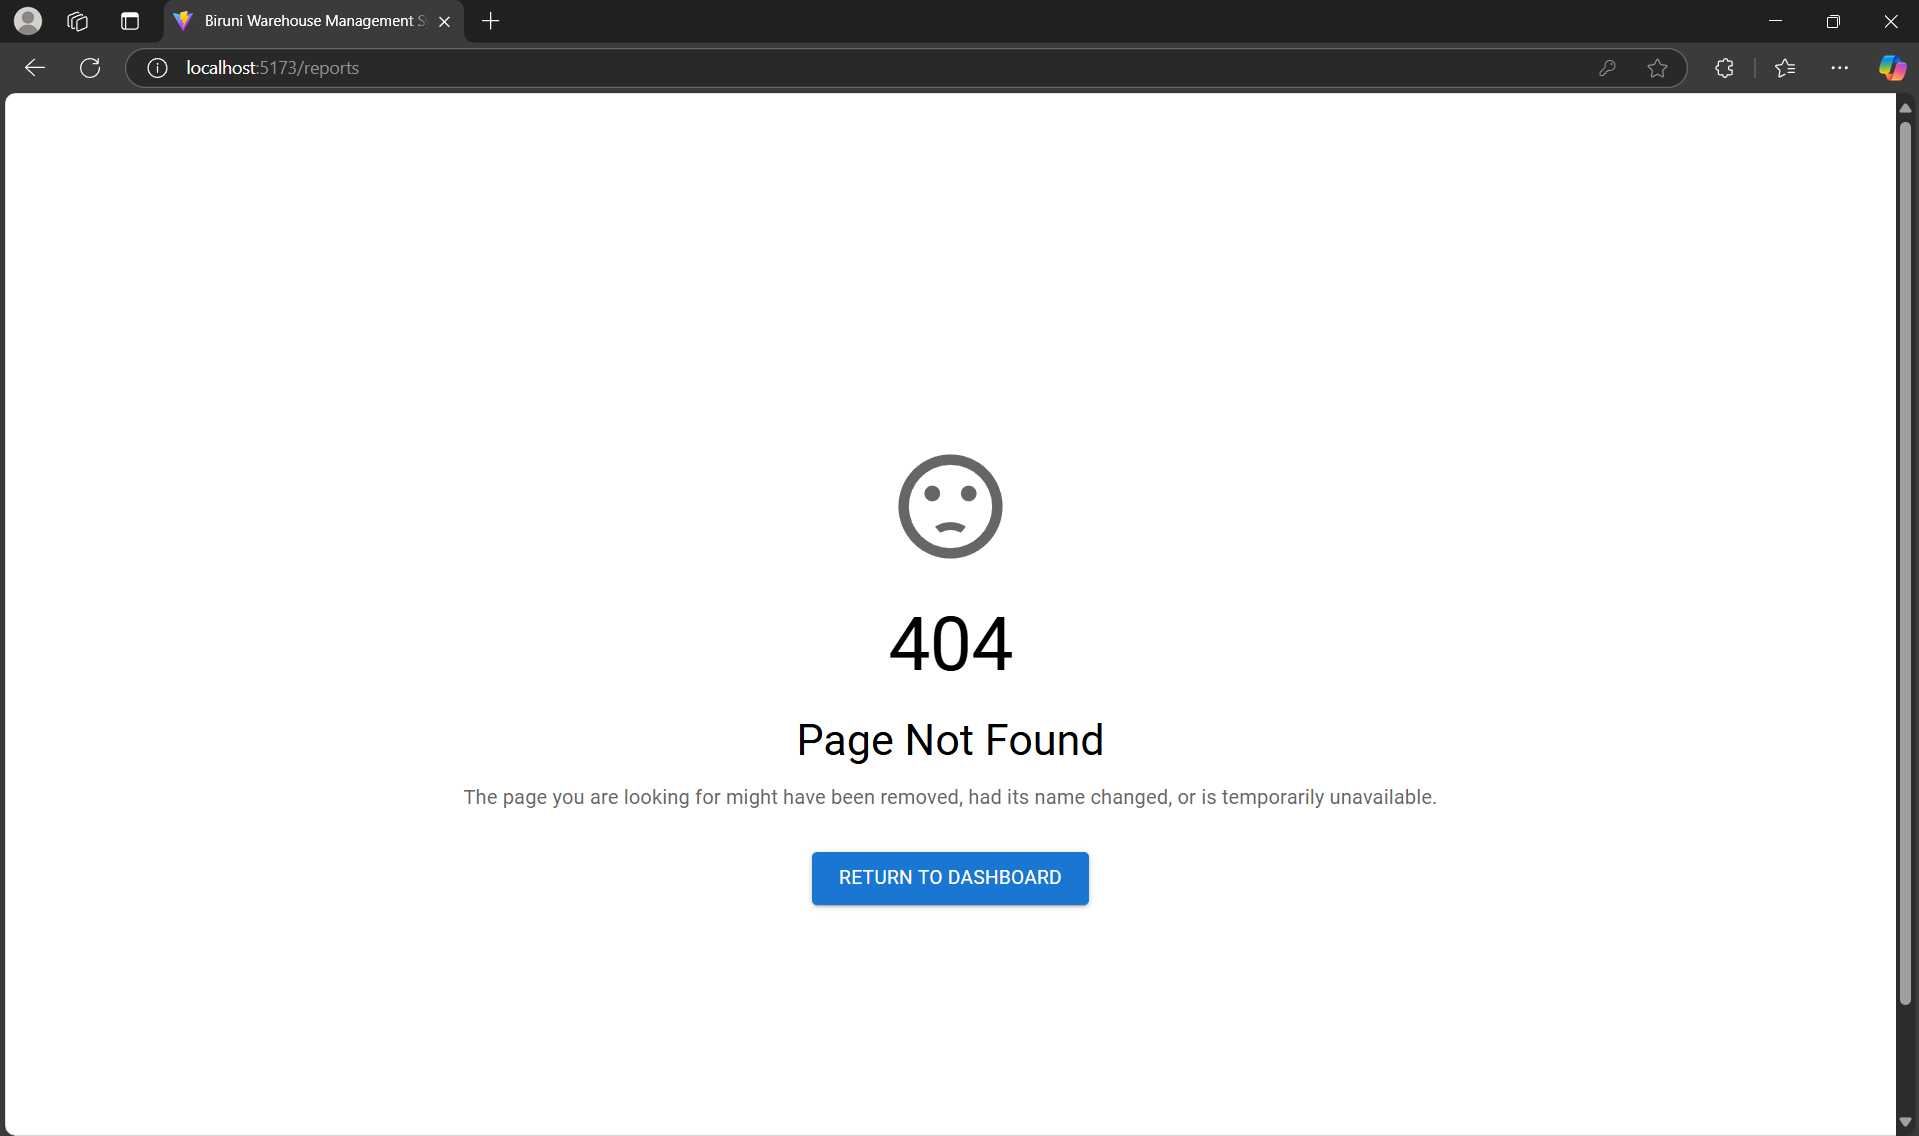 Biruni Warehouse Management S
localhost:5173/reports
404
Page Not Found
The page you are looking for might have been removed, had its name changed, or is temporarily unavailable.
RETURN TO DASHBOARD